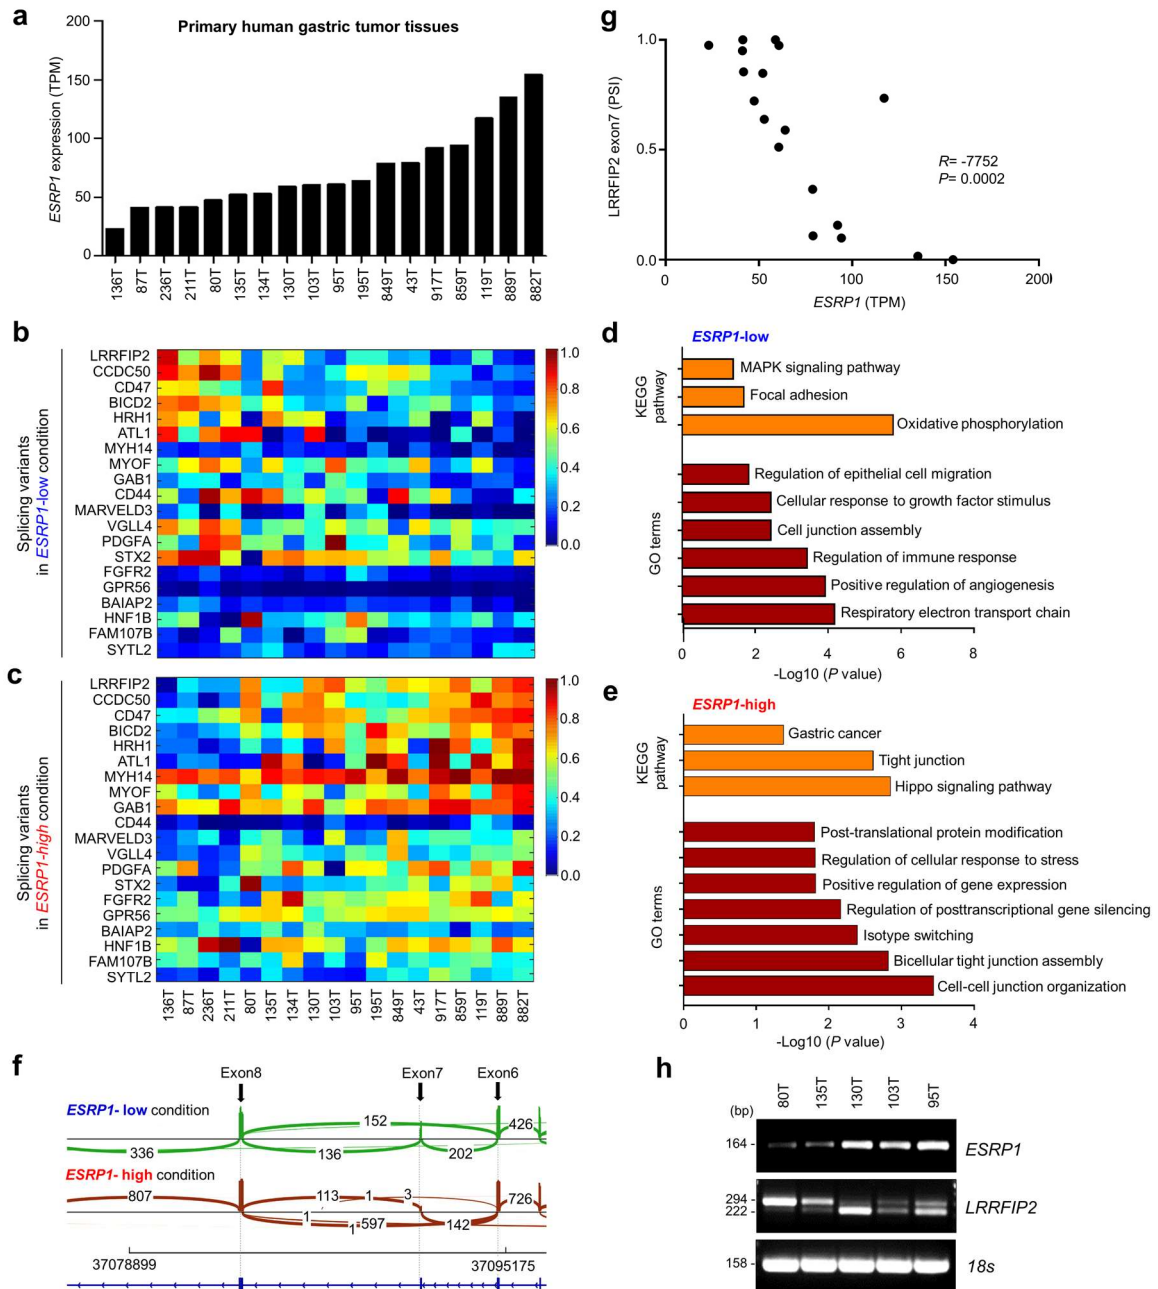 a
Primary human gastric tumor tissues
ESRP1 expression (TPM)
200
150
100
50
0
136T 87T 236T 211T 80T 135T 134T 130T 103T 95T 195T 849T 43T 917T 859T 119T 889T 882T
b
Splicing variants
in ESRP1-low condition
LRRFIP2
CCDC50
CD47
BICD2
HRH1
ATL1
MYH14
MYOF
GAB1
CD44
MARVELD3
VGLL4
PDGFA
STX2
FGFR2
GPR56
BAIAP2
HNF1B
FAM107B
SYTL2
1.0
0.8
0.6
0.4
0.2
0.0
c
Splicing variants
in ESRP1-high condition
LRRFIP2
CCDC50
CD47
BICD2
HRH1
ATL1
MYH14
MYOF
GAB1
CD44
MARVELD3
VGLL4
PDGFA
STX2
FGFR2
GPR56
BAIAP2
HNF1B
FAM107B
SYTL2
1.0
0.8
0.6
0.4
0.2
0.0
136T 87T 236T 211T 80T 135T 134T 130T 103T 95T 195T 849T 43T 917T 859T 119T 889T 882T
f
Exon8 Exon7 Exon6
ESRP1- low condition
152 426
336 136 202
ESRP1- high condition
807 113 1 3 726
1 1 597 142
37078899 37095175
g
LRRFIP2 exon7 (PSI)
1.0
0.5
0.0
R= -7752
P= 0.0002
0 50 100 150 200
ESRP1 (TPM)
d
ESRP1-low
KEGG
pathway
MAPK signaling pathway
Focal adhesion
Oxidative phosphorylation
GO terms
Regulation of epithelial cell migration
Cellular response to growth factor stimulus
Cell junction assembly
Regulation of immune response
Positive regulation of angiogenesis
Respiratory electron transport chain
0 2 4 6 8
-Log10 (P value)
e
ESRP1-high
KEGG
pathway
Gastric cancer
Tight junction
Hippo signaling pathway
GO terms
Post-translational protein modification
Regulation of cellular response to stress
Positive regulation of gene expression
Regulation of posttranscriptional gene silencing
Isotype switching
Bicellular tight junction assembly
Cell-cell junction organization
0 1 2 3 4
-Log10 (P value)
h
80T 135T 130T 103T 95T
(bp)
164 - ESRP1
294 -
222 - LRRFIP2
158 - 18s